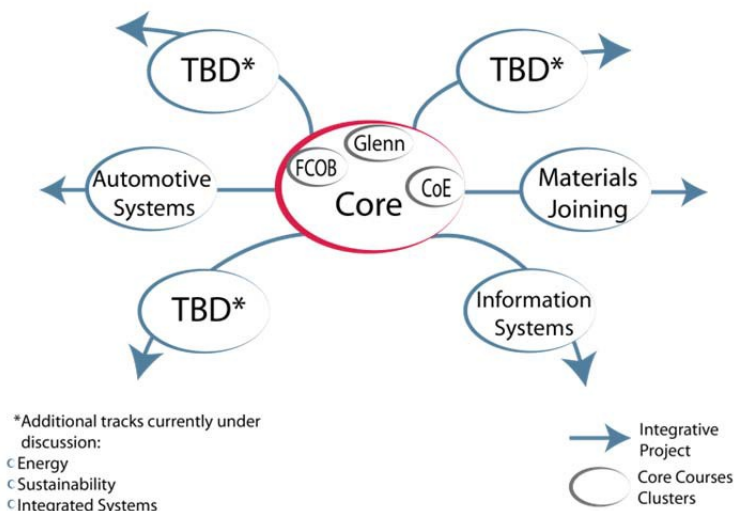 TBD*
TBD*
Glenn
FCOB
CoE
Core
Automotive
Systems
Materials
Joining
TBD*
Information
Systems
*Additional tracks currently under
discussion:
Energy
Sustainability
Integrated Systems
Integrative
Project
Core Courses
Clusters